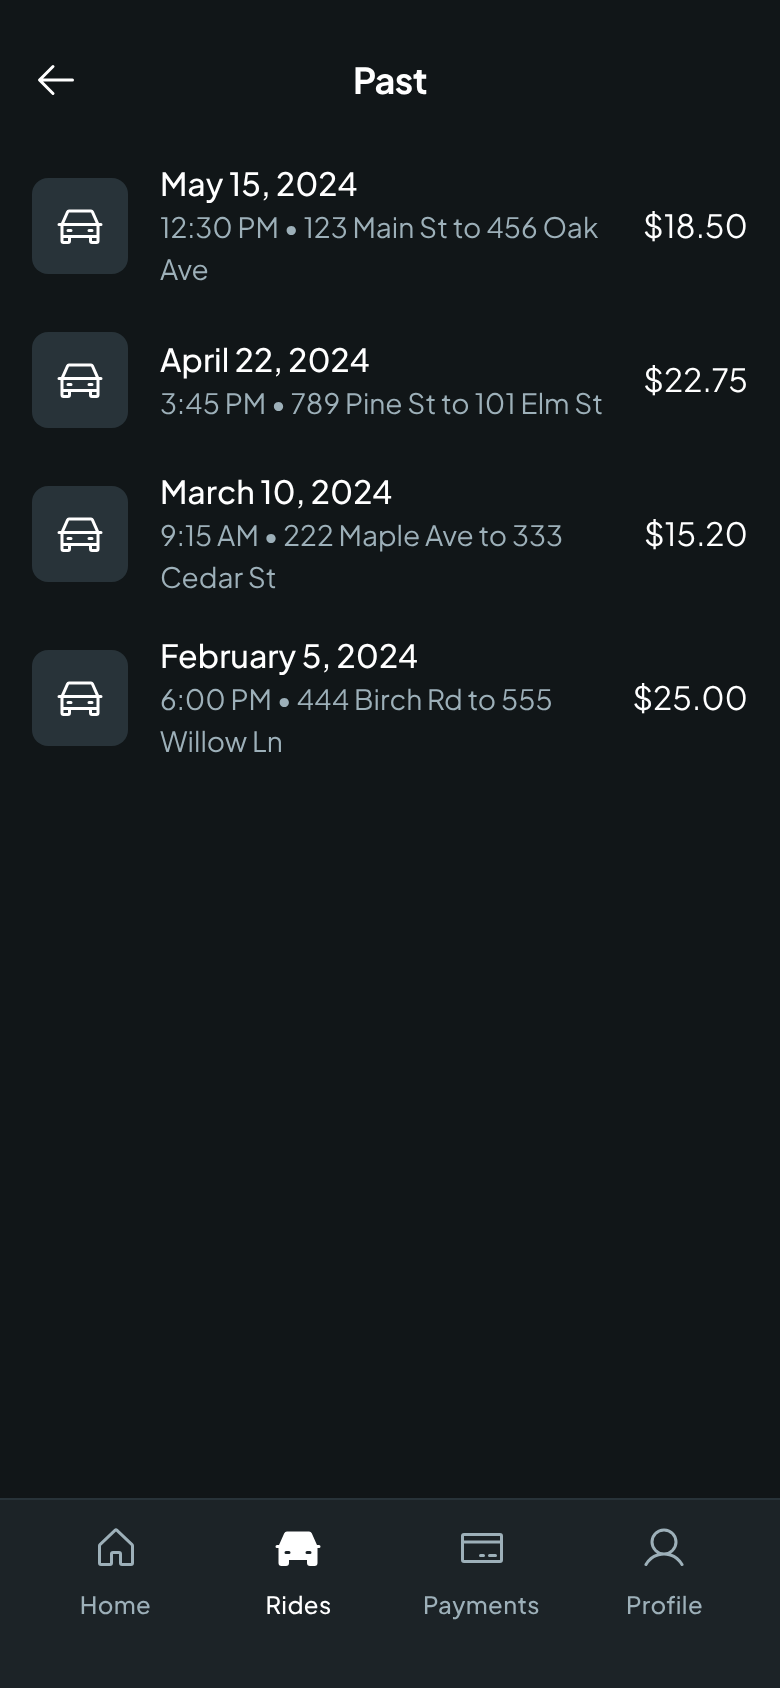 Past
May 15, 2024
12:30 PM • 123 Main St to 456 Oak
Ave
$18.50
April 22, 2024
3:45 PM • 789 Pine St to 101 Elm St
$22.75
March 10, 2024
9:15 AM • 222 Maple Ave to 333
Cedar St
$15.20
February 5, 2024
6:00 PM • 444 Birch Rd to 555
Willow Ln
$25.00
Home
Rides
Payments
Profile